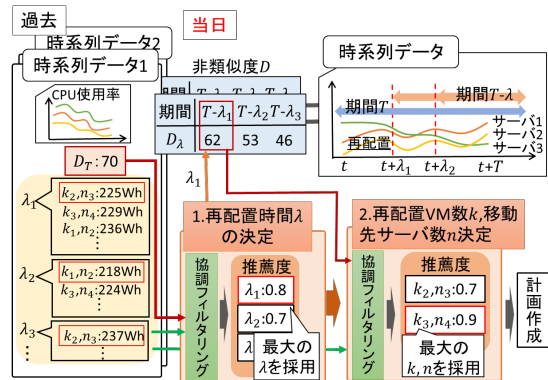 過去
当日
時系列データ2
時系列データ1
CPU使用率
D_T:70
λ1
k2,n3:225Wh
k3,n4:229Wh
k1,n2:236Wh
⋮
λ2
k1,n2:218Wh
k3,n4:224Wh
⋮
λ3
k2,n3:237Wh
⋮
非類似度D
期間
期間 T-λ1 T-λ2 T-λ3
Dλ 62 53 46
λ1
時系列データ
期間T
期間T-λ
サーバ1
サーバ2
サーバ3
再配置
t t+λ1 t+λ2 t+T
1.再配置時間λ
の決定
協調フィルタリング
推薦度
λ1:0.8
λ2:0.7
最大の
λを採用
2.再配置VM数k,移動
先サーバ数n決定
協調フィルタリング
推薦度
k2,n3:0.7
k3,n4:0.9
最大の
k,nを採用
計画作成